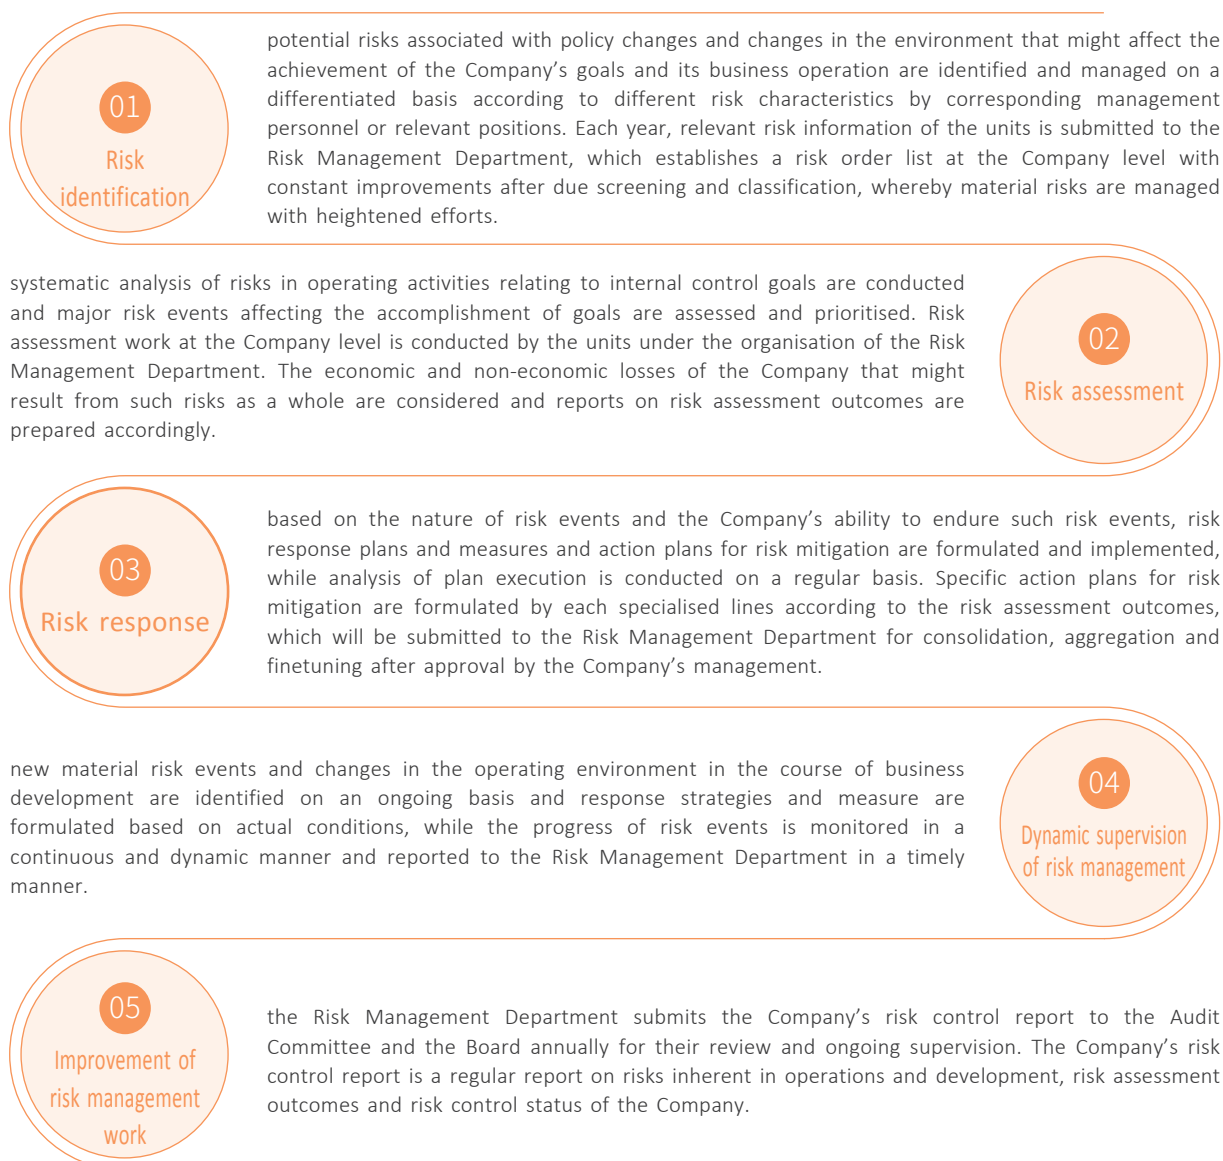 01
Risk
identification
potential risks associated with policy changes and changes in the environment that might affect the
achievement of the Company’s goals and its business operation are identified and managed on a
differentiated basis according to different risk characteristics by corresponding management
personnel or relevant positions. Each year, relevant risk information of the units is submitted to the
Risk Management Department, which establishes a risk order list at the Company level with
constant improvements after due screening and classification, whereby material risks are managed
with heightened efforts.
systematic analysis of risks in operating activities relating to internal control goals are conducted
and major risk events affecting the accomplishment of goals are assessed and prioritised. Risk
assessment work at the Company level is conducted by the units under the organisation of the Risk
Management Department. The economic and non-economic losses of the Company that might
result from such risks as a whole are considered and reports on risk assessment outcomes are
prepared accordingly.
02
Risk assessment
03
Risk response
based on the nature of risk events and the Company’s ability to endure such risk events, risk
response plans and measures and action plans for risk mitigation are formulated and implemented,
while analysis of plan execution is conducted on a regular basis. Specific action plans for risk
mitigation are formulated by each specialised lines according to the risk assessment outcomes,
which will be submitted to the Risk Management Department for consolidation, aggregation and
finetuning after approval by the Company’s management.
new material risk events and changes in the operating environment in the course of business
development are identified on an ongoing basis and response strategies and measure are
formulated based on actual conditions, while the progress of risk events is monitored in a
continuous and dynamic manner and reported to the Risk Management Department in a timely
manner.
04
Dynamic supervision
of risk management
05
Improvement of
risk management
work
the Risk Management Department submits the Company’s risk control report to the Audit
Committee and the Board annually for their review and ongoing supervision. The Company’s risk
control report is a regular report on risks inherent in operations and development, risk assessment
outcomes and risk control status of the Company.